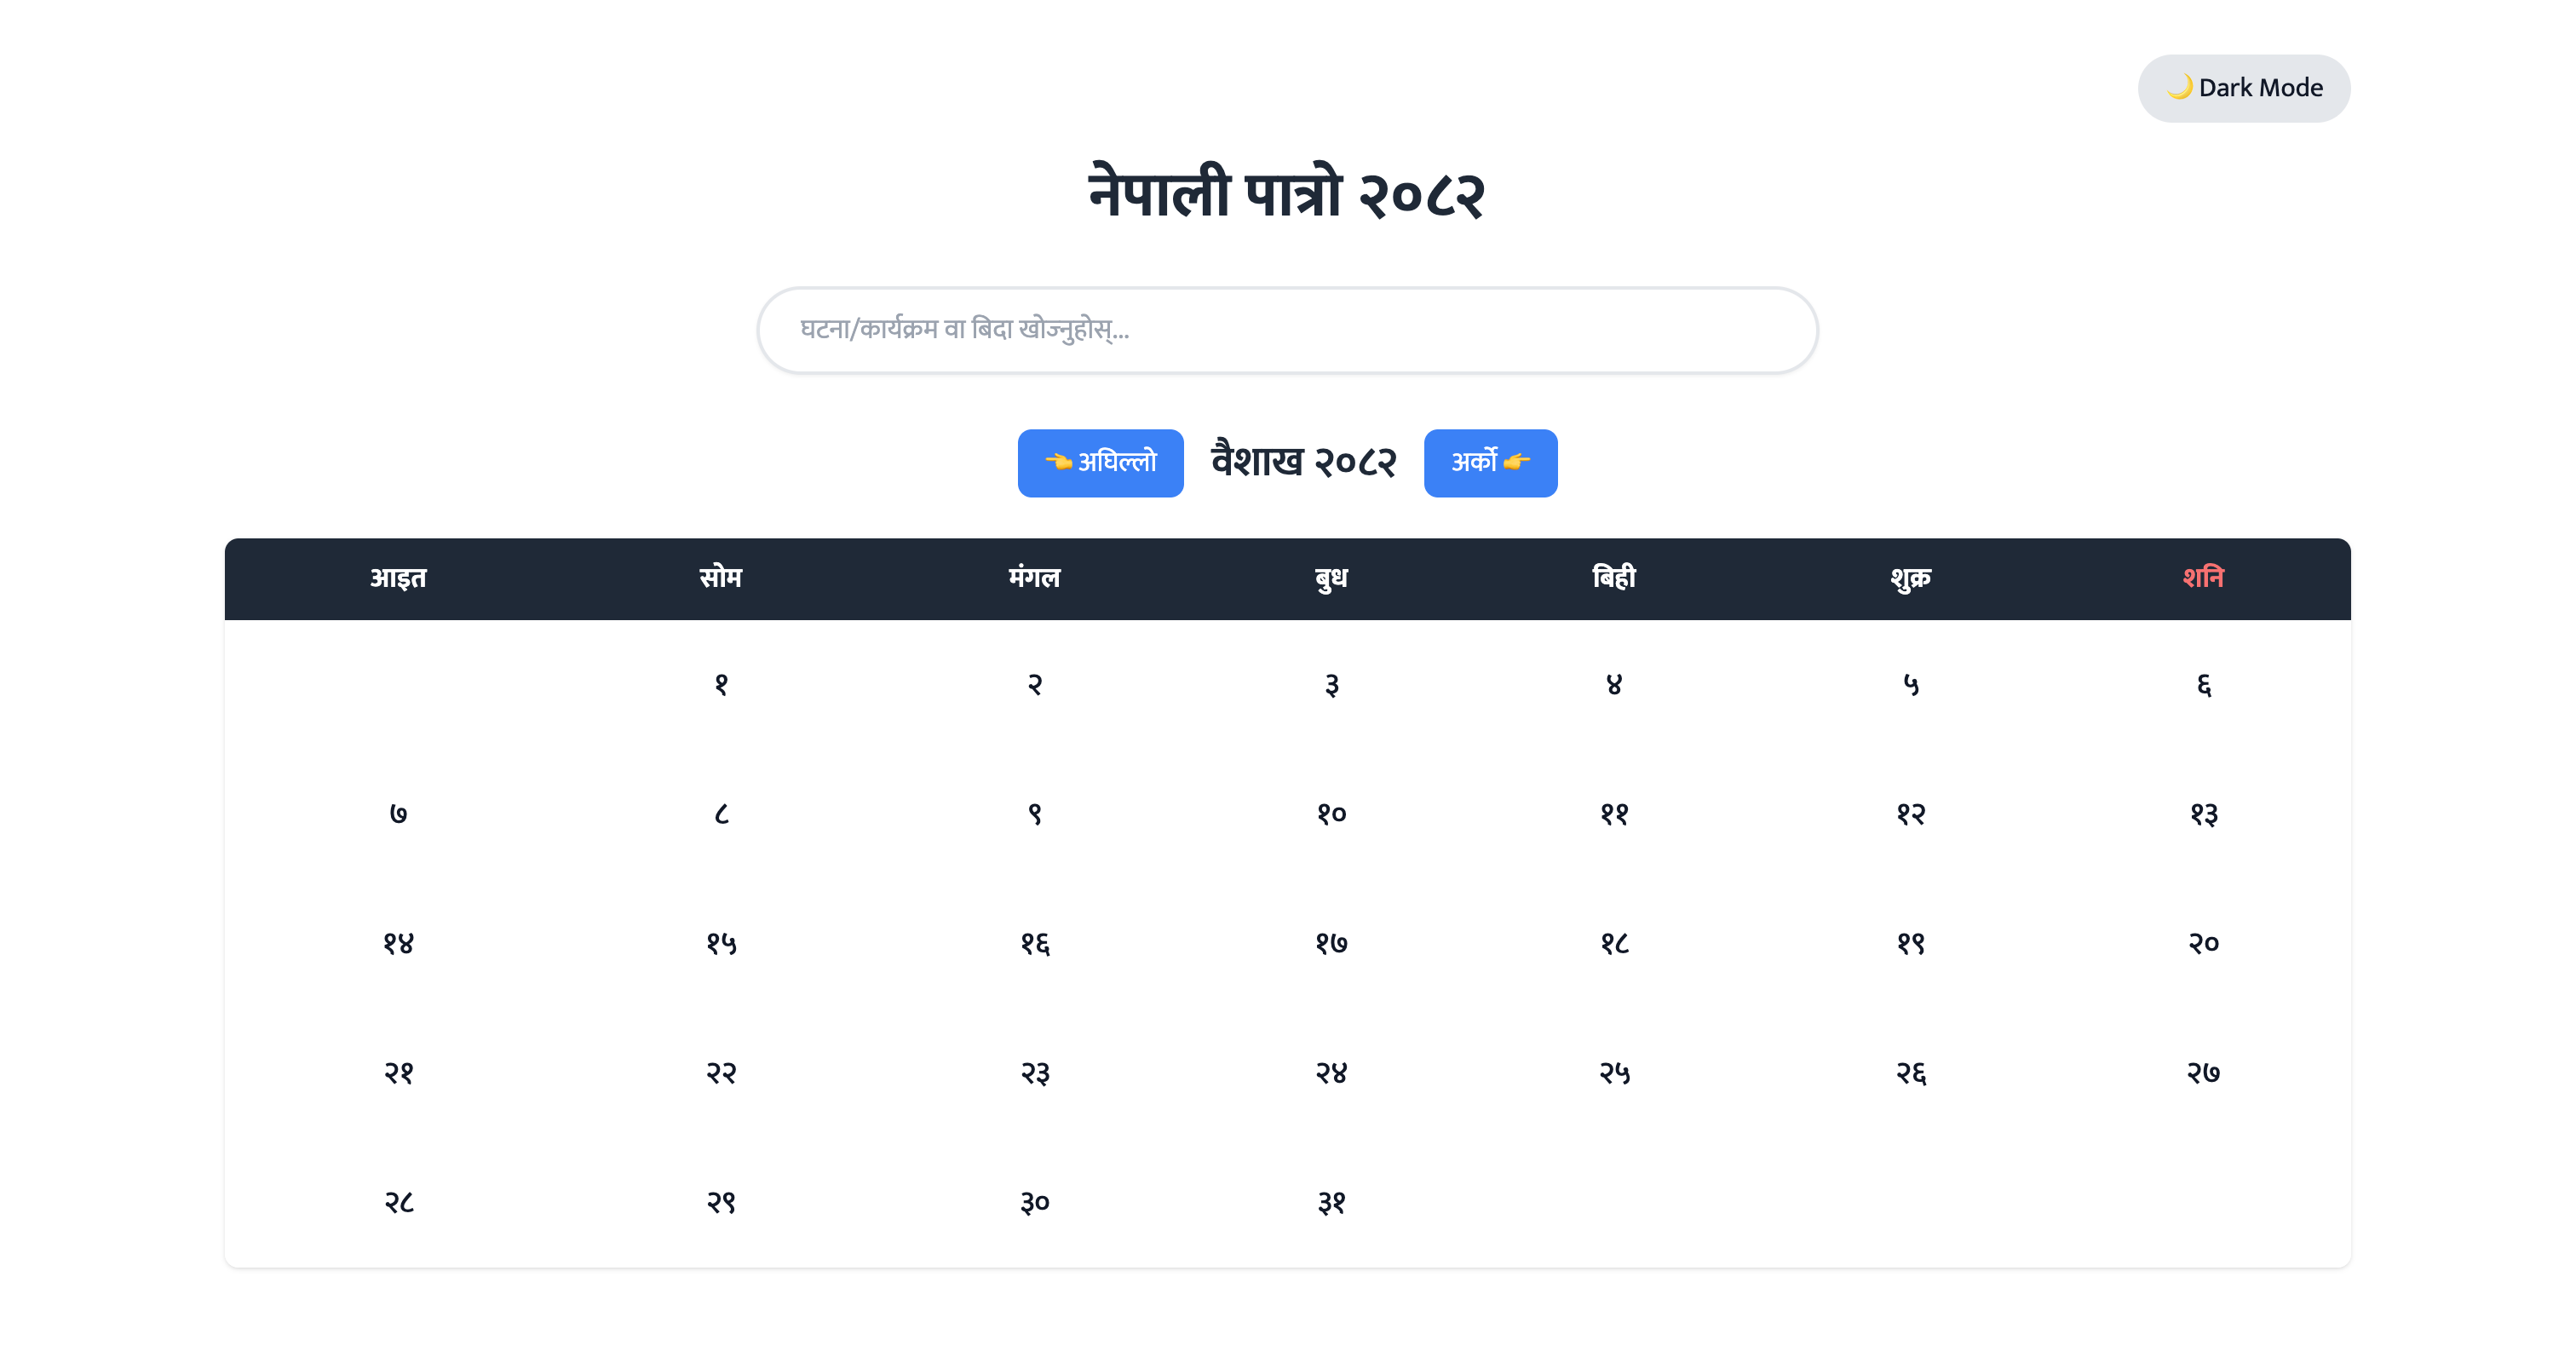 🌙 Dark Mode
नेपाली पात्रो २०८२
घटना/कार्यक्रम वा बिदा खोज्नुहोस्...
👈 अघिल्लो वैशाख २०८२ अर्को 👉
आइत सोम मंगल बुध बिही शुक्र शनि
१ २ ३ ४ ५ ६
७ ८ ९ १० ११ १२ १३
१४ १५ १६ १७ १८ १९ २०
२१ २२ २३ २४ २५ २६ २७
२८ २९ ३० ३१